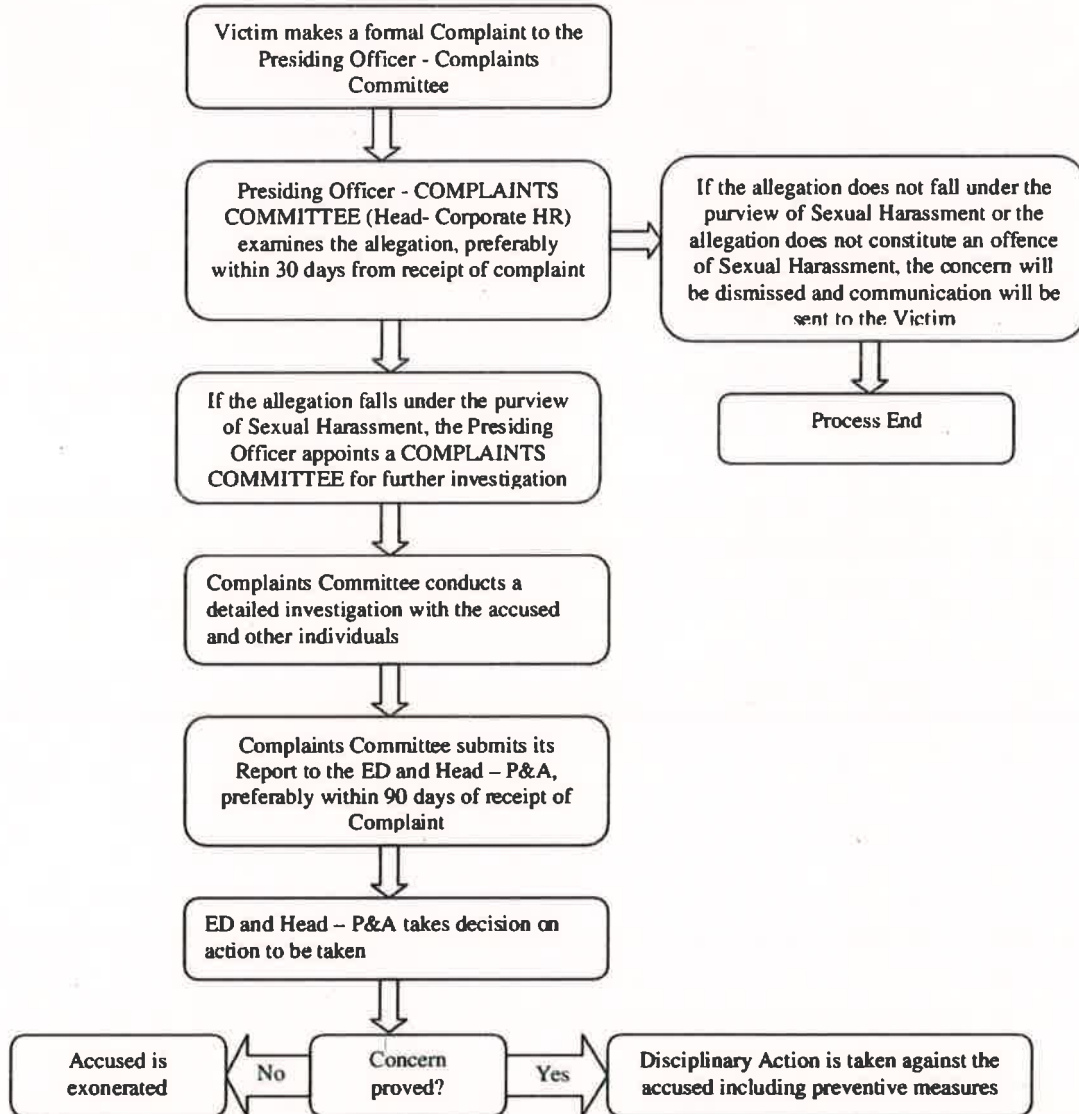 Victim makes a formal Complaint to the
Presiding Officer - Complaints
Committee
Presiding Officer - COMPLAINTS
COMMITTEE (Head- Corporate HR)
examines the allegation, preferably
within 30 days from receipt of complaint
If the allegation does not fall under the
purview of Sexual Harassment or the
allegation does not constitute an offence
of Sexual Harassment, the concern will
be dismissed and communication will be
sent to the Victim
Process End
If the allegation falls under the purview
of Sexual Harassment, the Presiding
Officer appoints a COMPLAINTS
COMMITTEE for further investigation
Complaints Committee conducts a
detailed investigation with the accused
and other individuals
Complaints Committee submits its
Report to the ED and Head – P&A,
preferably within 90 days of receipt of
Complaint
ED and Head – P&A takes decision on
action to be taken
Concern
proved?
No
Accused is
exonerated
Yes
Disciplinary Action is taken against the
accused including preventive measures